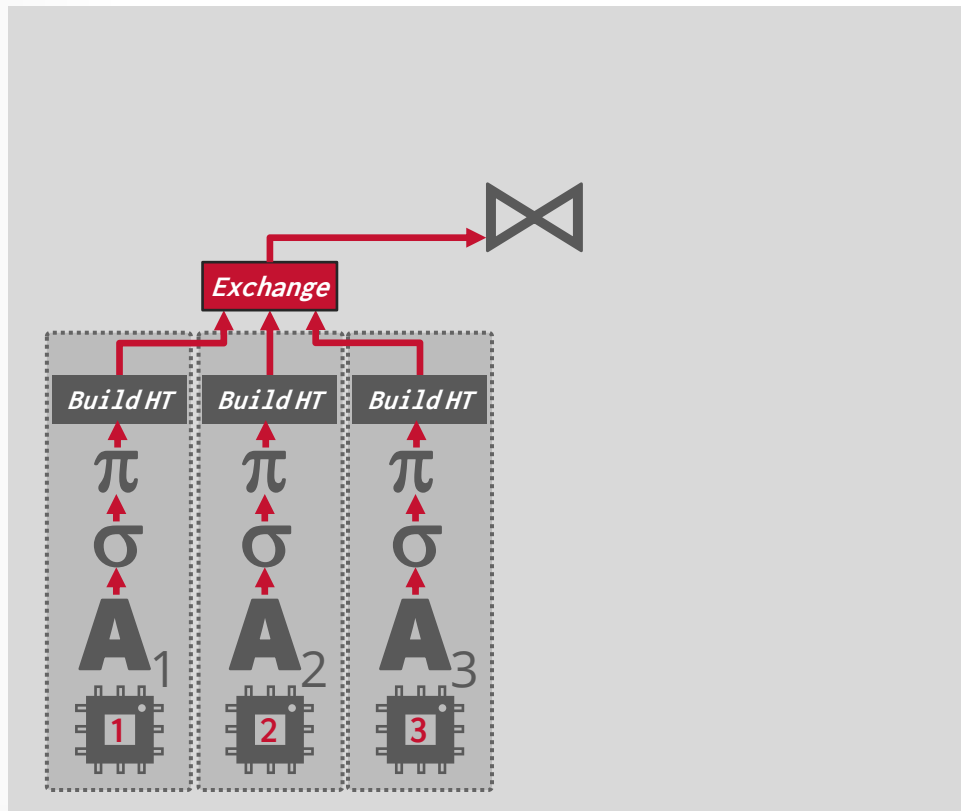 Exchange
Build HT Build HT Build HT
π π π
σ σ σ
A1 A2 A3
1 2 3